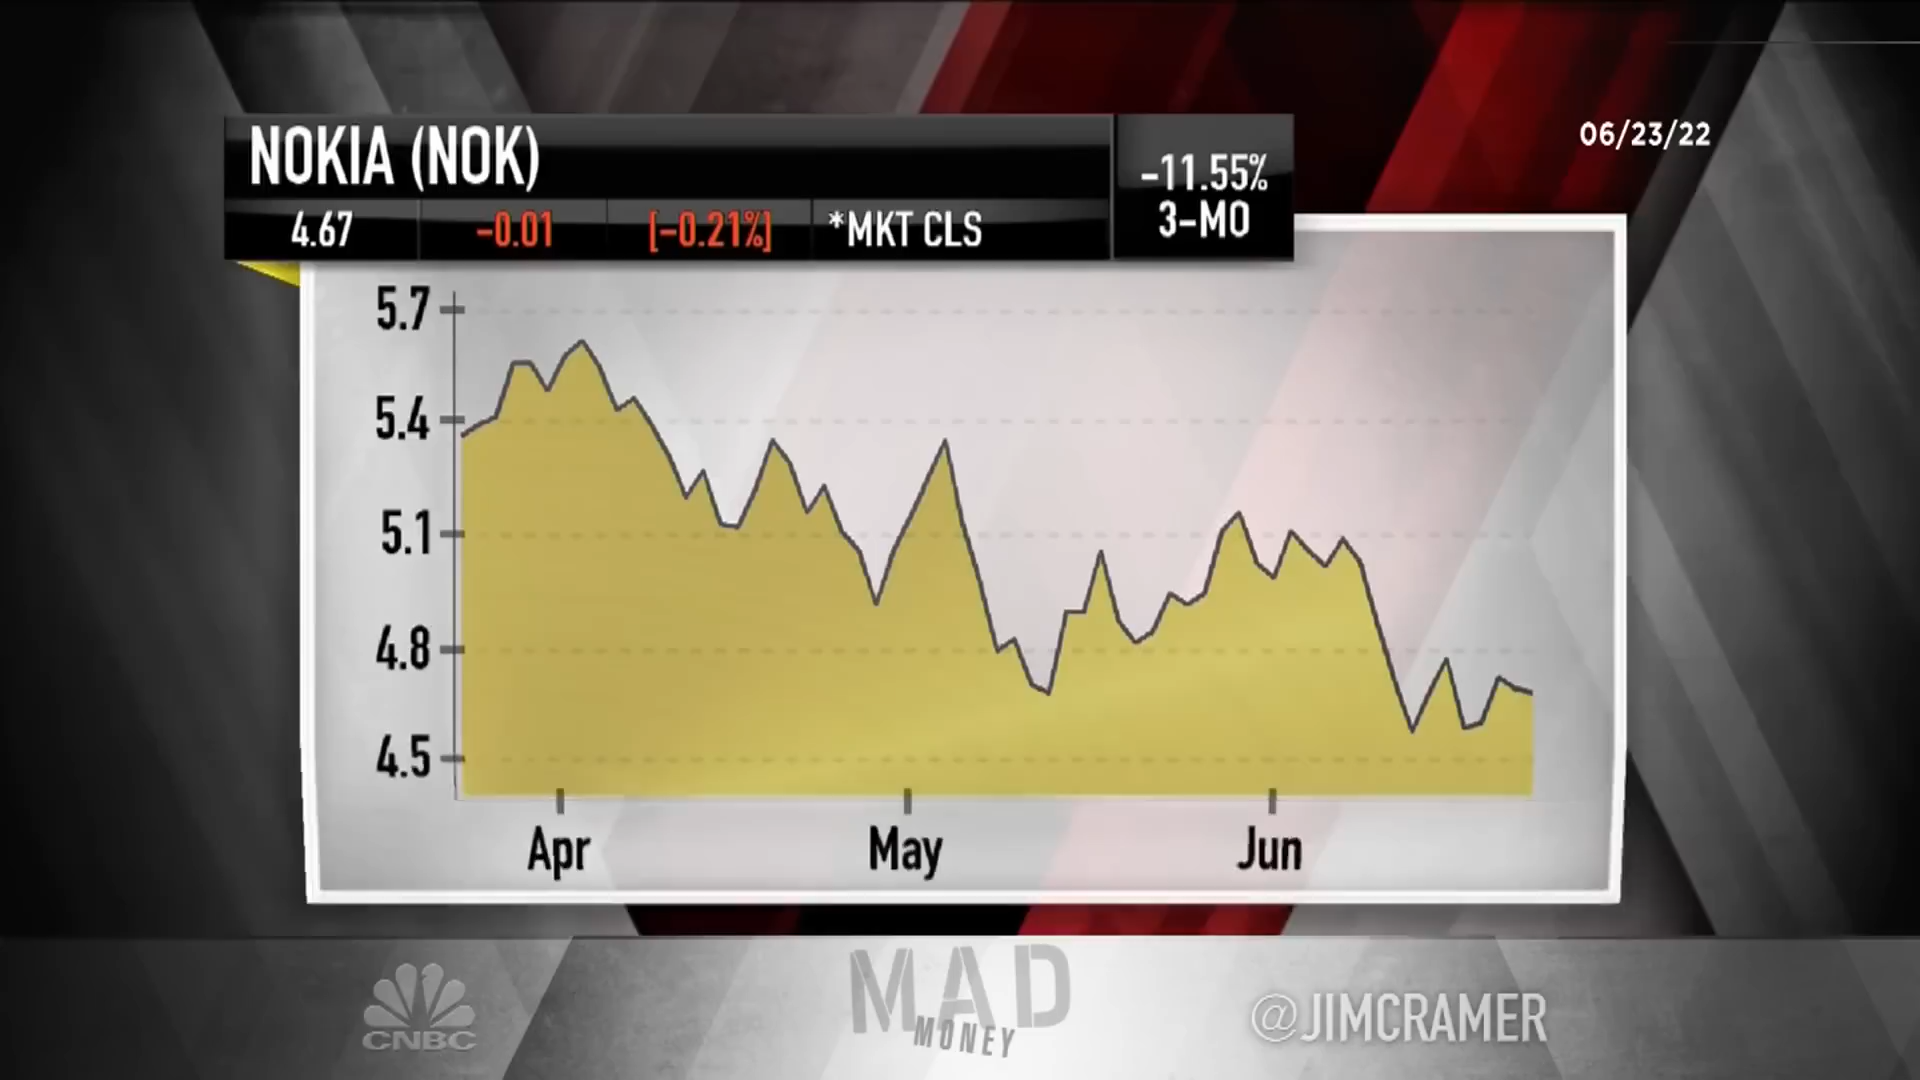 NOKIA (NOK)
4.67 -0.01 [-0.21%] *MKT CLS
-11.55%
3-MO
06/23/22
5.7
5.4
5.1
4.8
4.5
Apr May Jun
CNBC
MAD
MONEY
@JIMCRAMER